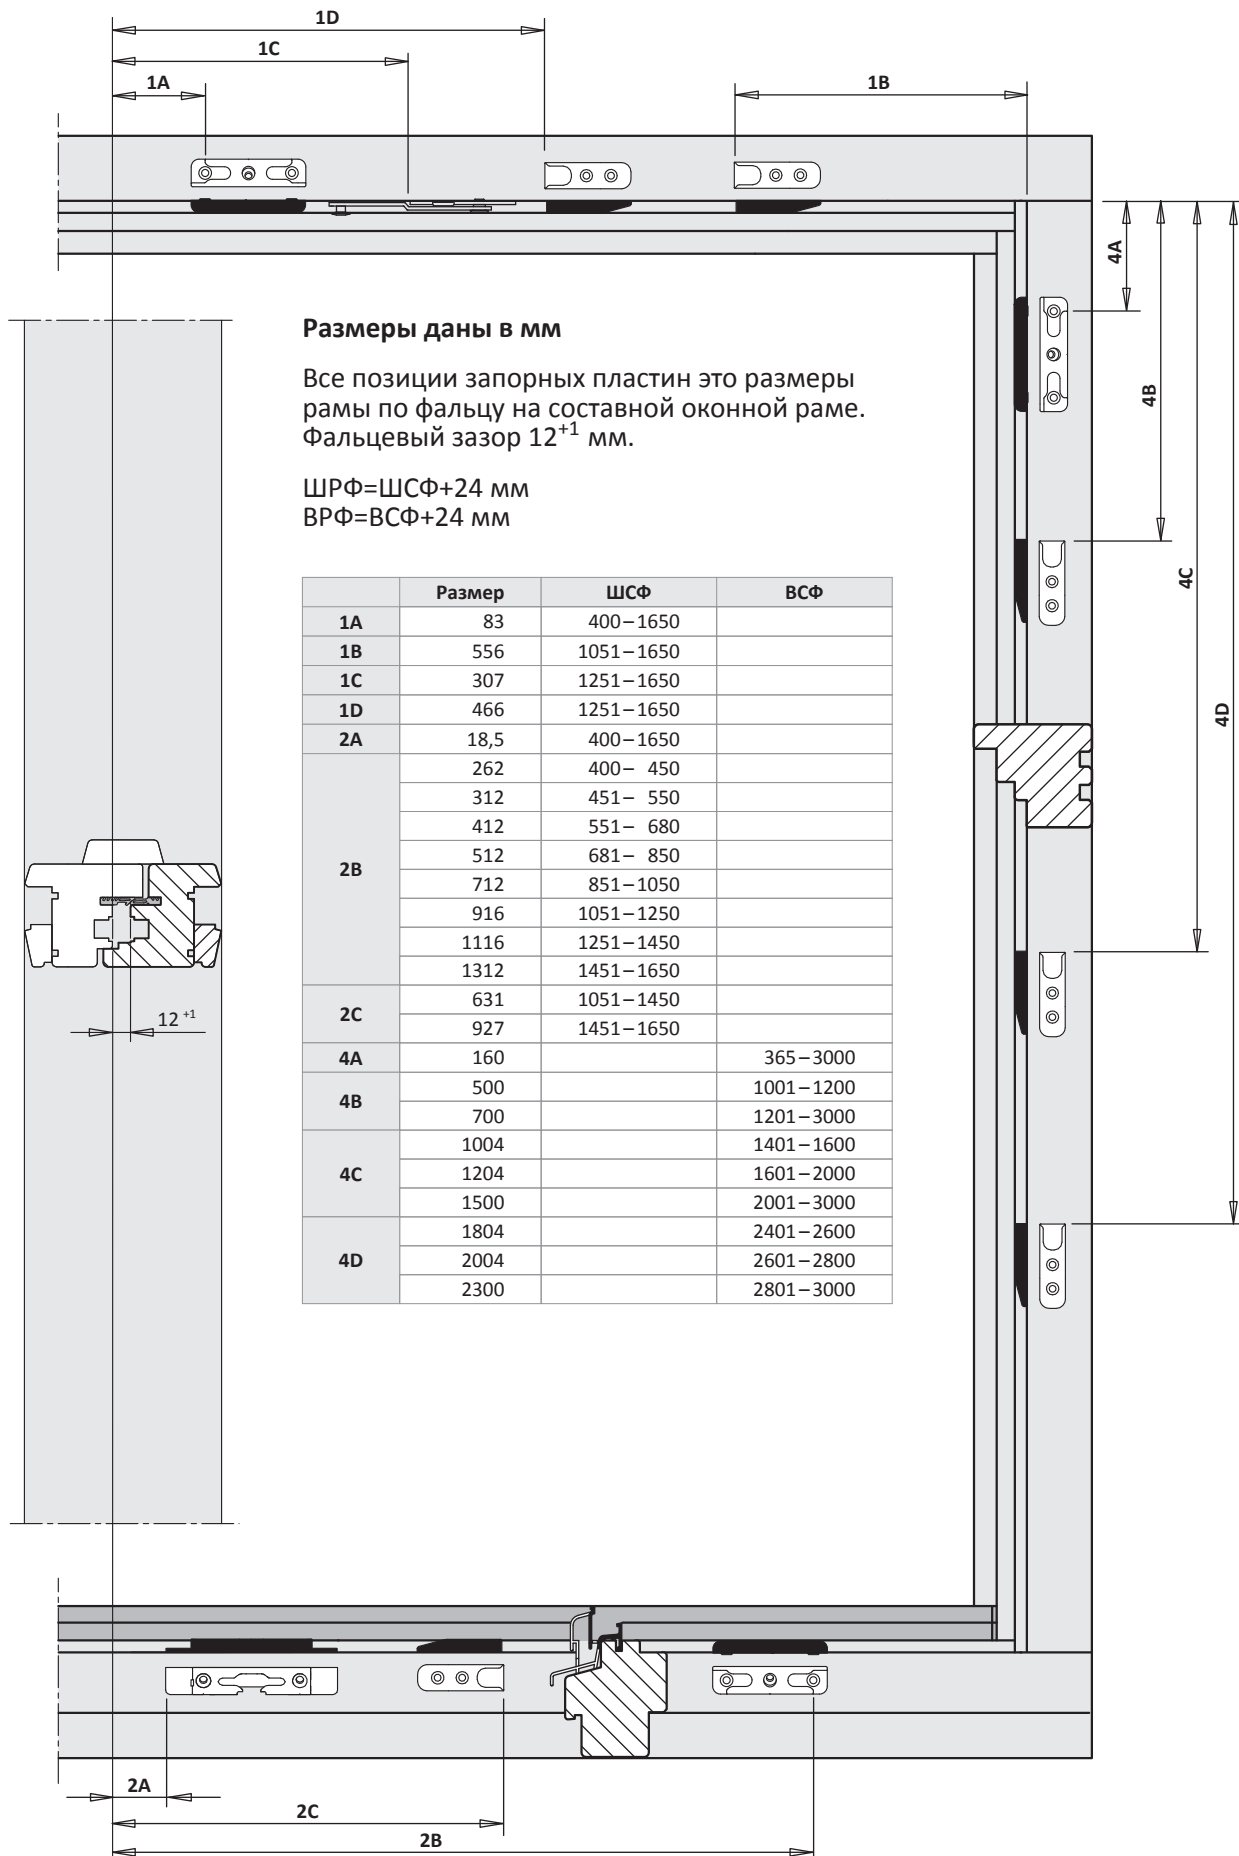 1D
1C
1A
1B
4A
4B
4C
4D
Размеры даны в мм
Все позиции запорных пластин это размеры
рамы по фальцу на составной оконной раме.
Фальцевый зазор 12⁺¹ мм.
ШРФ=ШСФ+24 мм
ВРФ=ВСФ+24 мм
Размер ШСФ ВСФ
1A 83 400–1650
1B 556 1051–1650
1C 307 1251–1650
1D 466 1251–1650
2A 18,5 400–1650
2B 262 400– 450
312 451– 550
412 551– 680
512 681– 850
712 851–1050
916 1051–1250
1116 1251–1450
1312 1451–1650
2C 631 1051–1450
927 1451–1650
4A 160 365–3000
4B 500 1001–1200
700 1201–3000
4C 1004 1401–1600
1204 1601–2000
1500 2001–3000
4D 1804 2401–2600
2004 2601–2800
2300 2801–3000
12 ⁺¹
2A
2C
2B